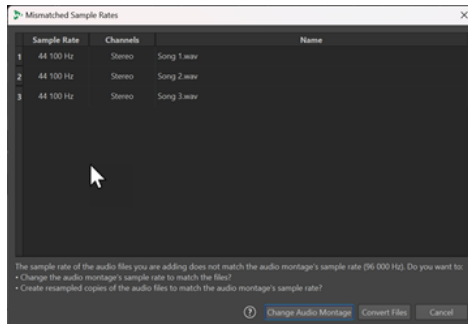 Mismatched Sample Rates
Sample Rate Channels Name
1 44 100 Hz Stereo Song 1.wav
2 44 100 Hz Stereo Song 2.wav
3 44 100 Hz Stereo Song 3.wav
The sample rate of the audio files you are adding does not match the audio montage's sample rate (96 000 Hz). Do you want to:
• Change the audio montage's sample rate to match the files?
• Create resampled copies of the audio files to match the audio montage's sample rate?
Change Audio Montage Convert Files Cancel